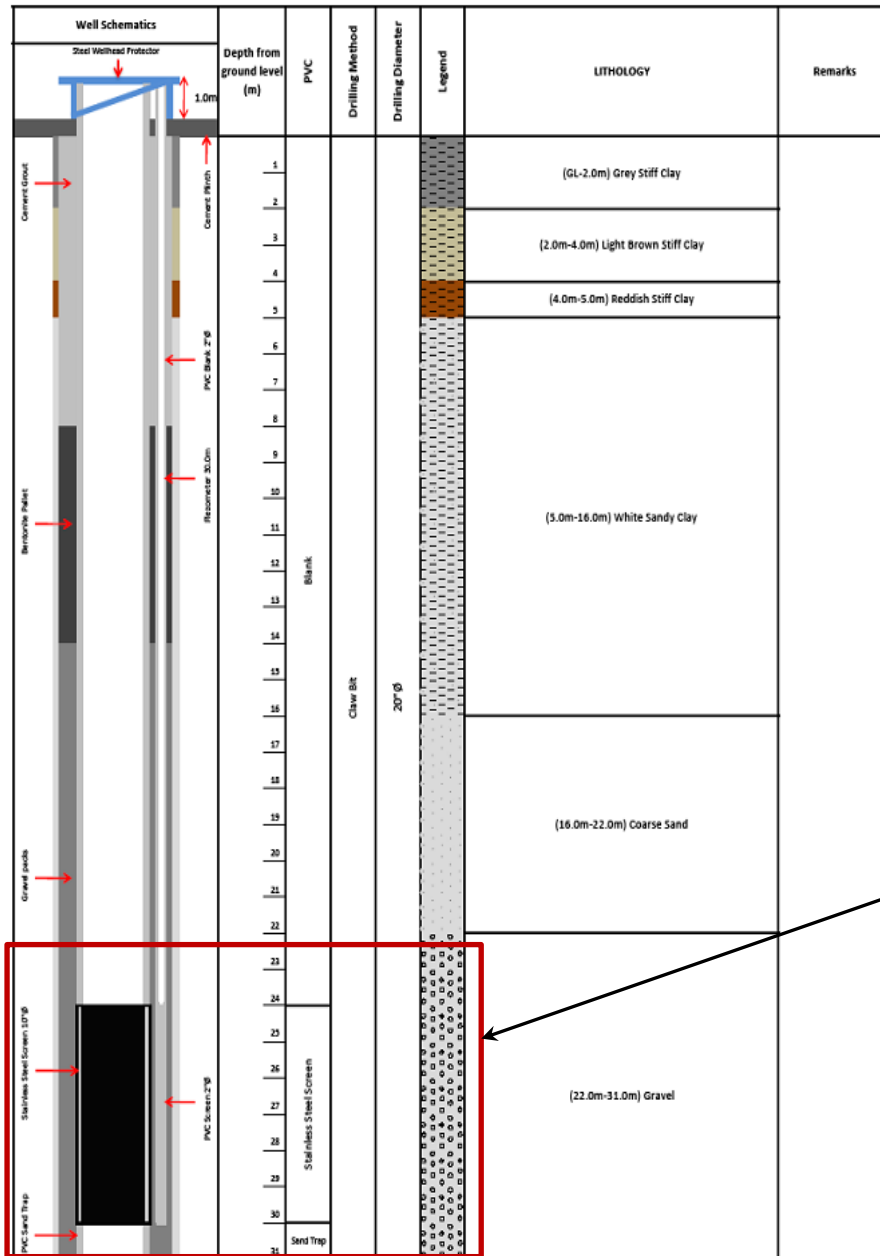 Well Schematics
Steel Wellhead Protector
1.0m
Depth from
ground level
(m)
PVC
Drilling Method
Drilling Diameter
Legend
LITHOLOGY
Remarks
Cement Grout
Cement Plinth
PVC Blank 2"Ø
Piezometer 30.0m
Bentonite Pallet
Gravel packs
Stainless Steel Screen 10"Ø
PVC Screen 2"Ø
PVC Sand Trap
1
2
3
4
5
6
7
8
9
10
11
12
13
14
15
16
17
18
19
20
21
22
23
24
25
26
27
28
29
30
31
Blank
Stainless Steel Screen
Sand Trap
Claw Bit
20"Ø
(GL-2.0m) Grey Stiff Clay
(2.0m-4.0m) Light Brown Stiff Clay
(4.0m-5.0m) Reddish Stiff Clay
(5.0m-16.0m) White Sandy Clay
(16.0m-22.0m) Coarse Sand
(22.0m-31.0m) Gravel